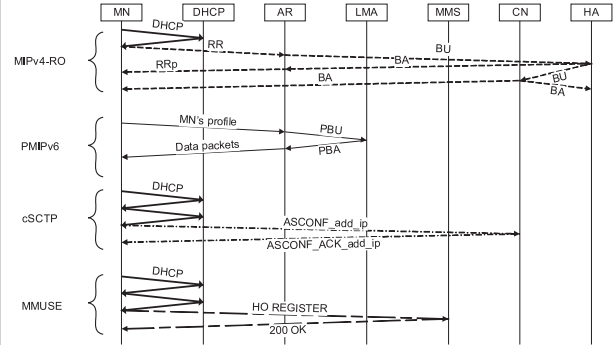 MN DHCP AR LMA MMS CN HA
DHCP
RR
BU
MIPv4-RO
RRp
BA
BA
BU
BA
MN's profile
PBU
PMIPv6
Data packets
PBA
DHCP
cSCTP
ASCONF_add_ip
ASCONF_ACK_add_ip
DHCP
MMUSE
HO REGISTER
200 OK